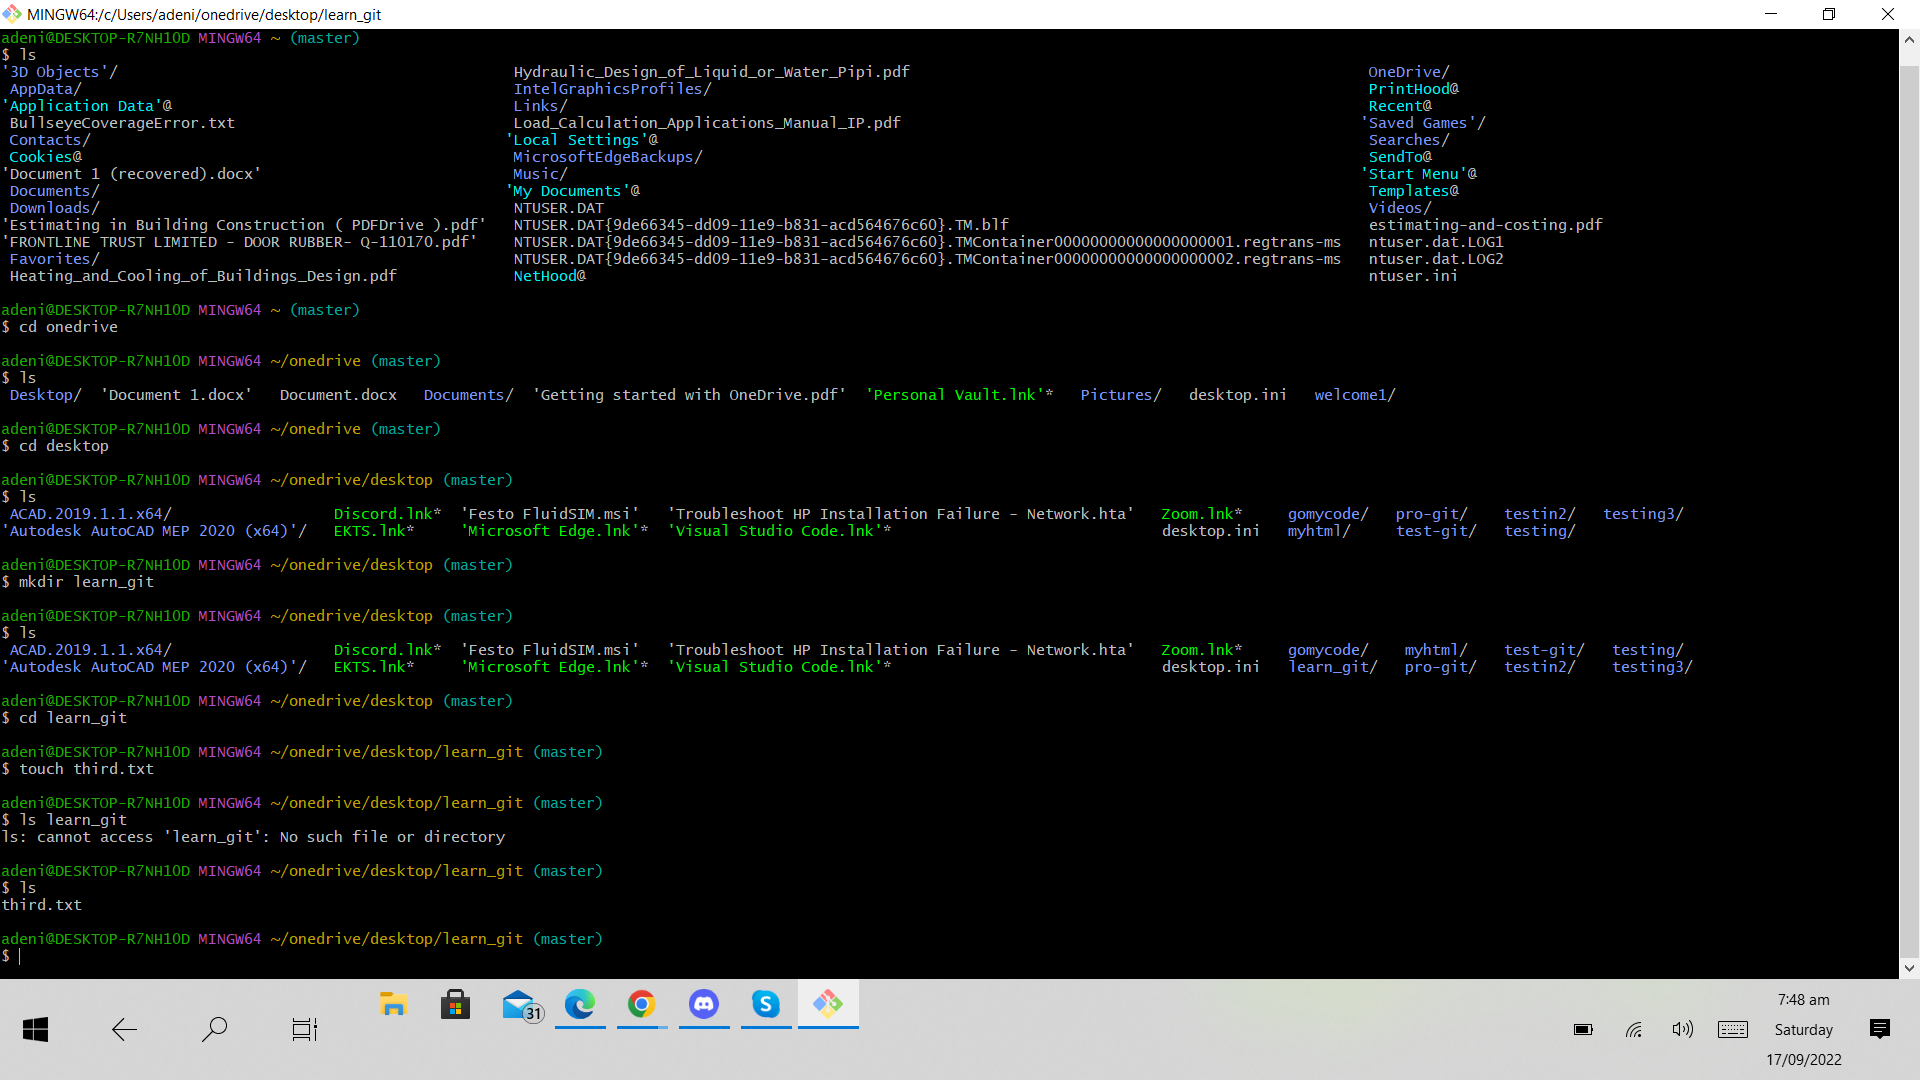 MINGW64:/c/Users/adeni/onedrive/desktop/learn_git
adeni@DESKTOP-R7NH1OD MINGW64 ~ (master)
$ ls
'3D Objects'/ Hydraulic_Design_of_Liquid_or_Water_Pipi.pdf OneDrive/
AppData/ IntelGraphicsProfiles/ PrintHood@
'Application Data'@ Links/ Recent@
BullseyeCoverageError.txt Load_Calculation_Applications_Manual_IP.pdf 'Saved Games'/
Contacts/ 'Local Settings'@ Searches/
Cookies@ MicrosoftEdgeBackups/ SendTo@
'Document 1 (recovered).docx' Music/ 'Start Menu'@
Documents/ 'My Documents'@ Templates@
Downloads/ NTUSER.DAT Videos/
'Estimating in Building Construction ( PDFDrive ).pdf' NTUSER.DAT{9de66345-dd09-11e9-b831-acd564676c60}.TM.blf estimating-and-costing.pdf
'FRONTLINE TRUST LIMITED - DOOR RUBBER- Q-110170.pdf' NTUSER.DAT{9de66345-dd09-11e9-b831-acd564676c60}.TMContainer00000000000000000001.regtrans-ms ntuser.dat.LOG1
Favorites/ NTUSER.DAT{9de66345-dd09-11e9-b831-acd564676c60}.TMContainer00000000000000000002.regtrans-ms ntuser.dat.LOG2
Heating_and_Cooling_of_Buildings_Design.pdf NetHood@ ntuser.ini
adeni@DESKTOP-R7NH1OD MINGW64 ~ (master)
$ cd onedrive
adeni@DESKTOP-R7NH1OD MINGW64 ~/onedrive (master)
$ ls
Desktop/ 'Document 1.docx' Document.docx Documents/ 'Getting started with OneDrive.pdf' 'Personal Vault.lnk'* Pictures/ desktop.ini welcome1/
adeni@DESKTOP-R7NH1OD MINGW64 ~/onedrive (master)
$ cd desktop
adeni@DESKTOP-R7NH1OD MINGW64 ~/onedrive/desktop (master)
$ ls
ACAD.2019.1.1.x64/ Discord.lnk* 'Festo FluidSIM.msi' 'Troubleshoot HP Installation Failure - Network.hta' Zoom.lnk* gomycode/ pro-git/ testin2/ testing3/
'Autodesk AutoCAD MEP 2020 (x64)'/ EKTS.lnk* 'Microsoft Edge.lnk'* 'Visual Studio Code.lnk'* desktop.ini myhtml/ test-git/ testing/
adeni@DESKTOP-R7NH1OD MINGW64 ~/onedrive/desktop (master)
$ mkdir learn_git
adeni@DESKTOP-R7NH1OD MINGW64 ~/onedrive/desktop (master)
$ ls
ACAD.2019.1.1.x64/ Discord.lnk* 'Festo FluidSIM.msi' 'Troubleshoot HP Installation Failure - Network.hta' Zoom.lnk* gomycode/ myhtml/ test-git/ testing/
'Autodesk AutoCAD MEP 2020 (x64)'/ EKTS.lnk* 'Microsoft Edge.lnk'* 'Visual Studio Code.lnk'* desktop.ini learn_git/ pro-git/ testin2/ testing3/
adeni@DESKTOP-R7NH1OD MINGW64 ~/onedrive/desktop (master)
$ cd learn_git
adeni@DESKTOP-R7NH1OD MINGW64 ~/onedrive/desktop/learn_git (master)
$ touch third.txt
adeni@DESKTOP-R7NH1OD MINGW64 ~/onedrive/desktop/learn_git (master)
$ ls learn_git
ls: cannot access 'learn_git': No such file or directory
adeni@DESKTOP-R7NH1OD MINGW64 ~/onedrive/desktop/learn_git (master)
$ ls
third.txt
adeni@DESKTOP-R7NH1OD MINGW64 ~/onedrive/desktop/learn_git (master)
$
31
S
7:48 am
Saturday
17/09/2022